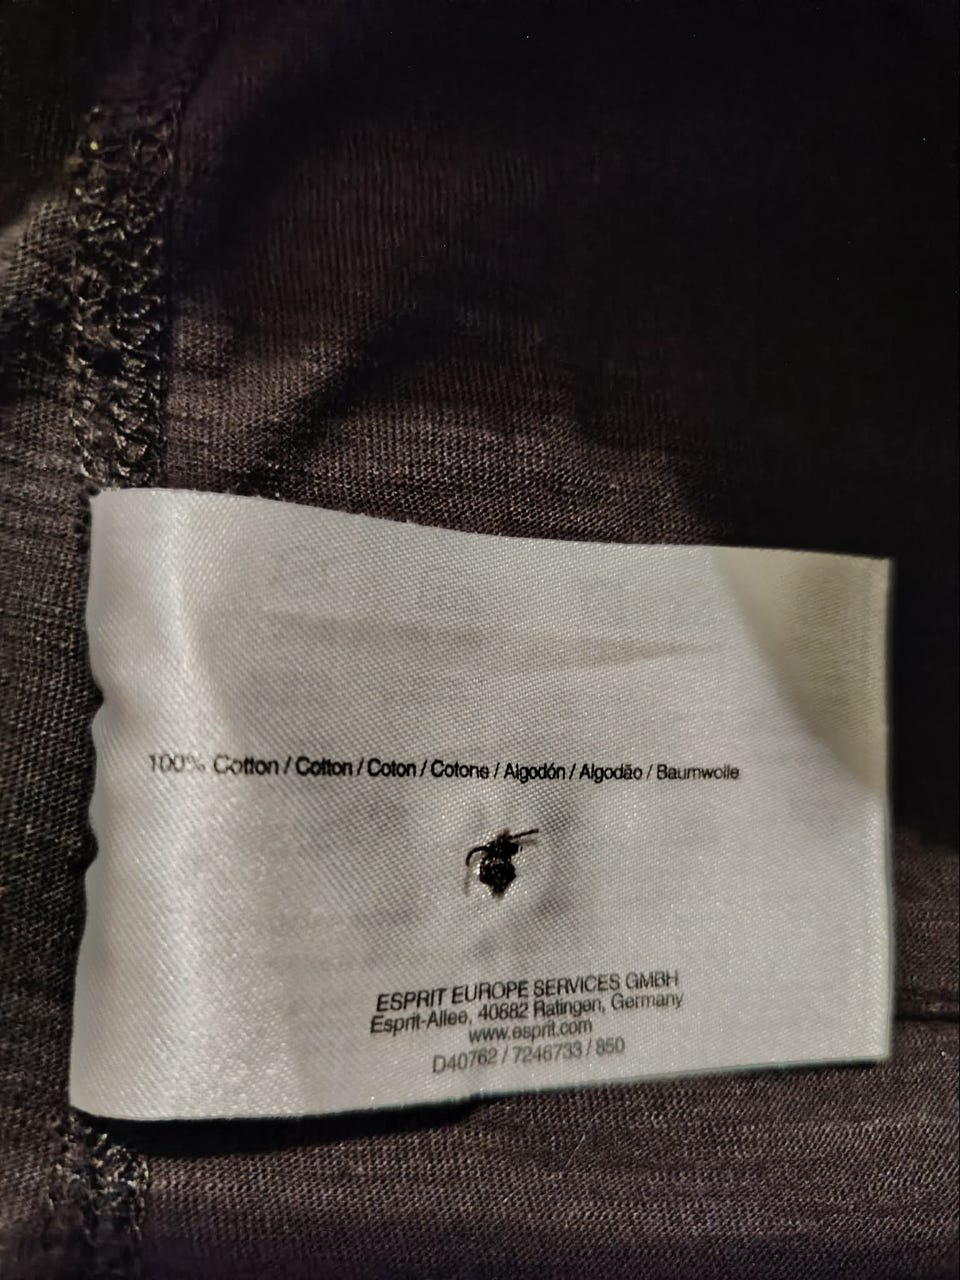 100% Cotton / Cotton / Coton / Cotone / Algodón / Algodão / Baumwolle
ESPRIT EUROPE SERVICES GMBH
Esprit-Allee, 40882 Ratingen, Germany
www.esprit.com
D40762 / 7246733 / 850